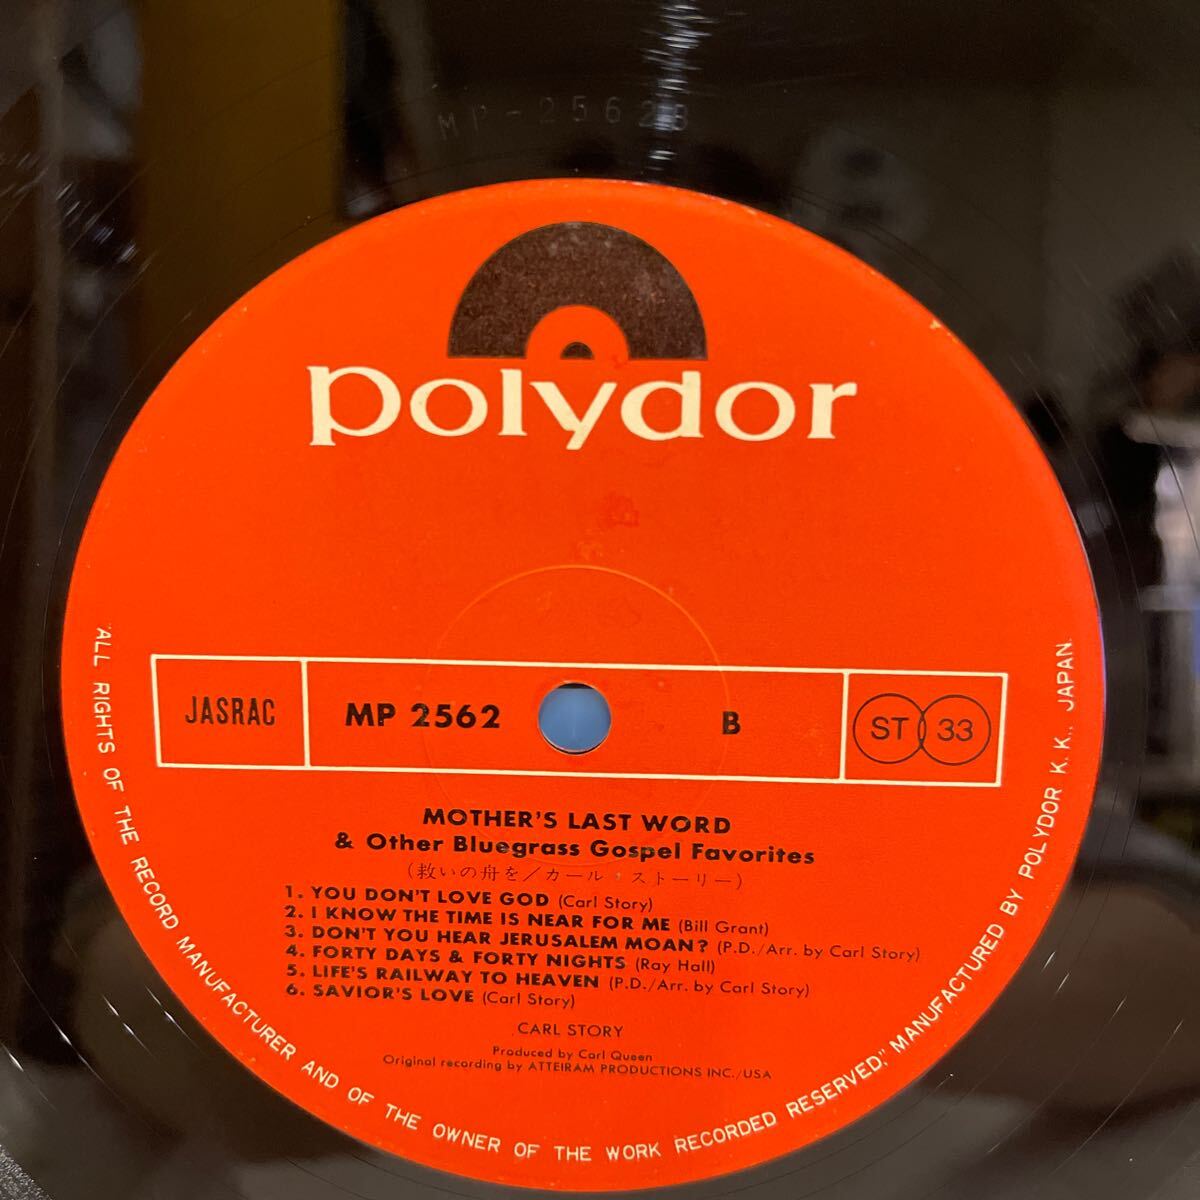 MP-2562B
polydor
JASRAC
MP 2562
B
ST 33
MOTHER'S LAST WORD
& Other Bluegrass Gospel Favorites
(救いの舟を/カール・ストーリー)
1. YOU DON'T LOVE GOD (Carl Story)
2. I KNOW THE TIME IS NEAR FOR ME (Bill Grant)
3. DON'T YOU HEAR JERUSALEM MOAN? (P.D./Arr. by Carl Story)
4. FORTY DAYS & FORTY NIGHTS (Ray Hall)
5. LIFE'S RAILWAY TO HEAVEN (P.D./Arr. by Carl Story)
6. SAVIOR'S LOVE (Carl Story)
CARL STORY
Produced by Carl Queen
Original recording by ATTEIRAM PRODUCTIONS INC./USA
"ALL RIGHTS OF THE RECORD MANUFACTURER AND OF THE OWNER OF THE WORK RECORDED RESERVED," MANUFACTURED BY POLYDOR K. K., JAPAN.